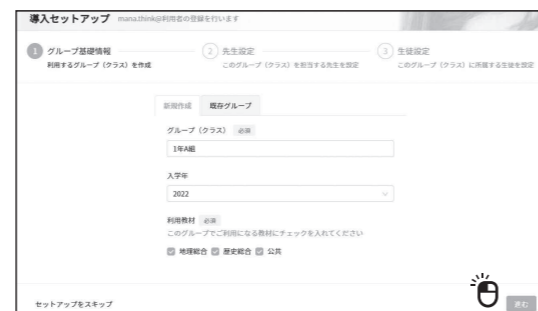 導入セットアップ mana.think@利用者の登録を行います
1 グループ基礎情報
利用するグループ（クラス）を作成
2 先生設定
このグループ（クラス）を担当する先生を設定
3 生徒設定
このグループ（クラス）に所属する生徒を設定
新規作成 既存グループ
グループ（クラス） 必須
1年A組
入学年
2022
利用教材 必須
このグループでご利用になる教材にチェックを入れてください
地理総合 歴史総合 公共
セットアップをスキップ 進む